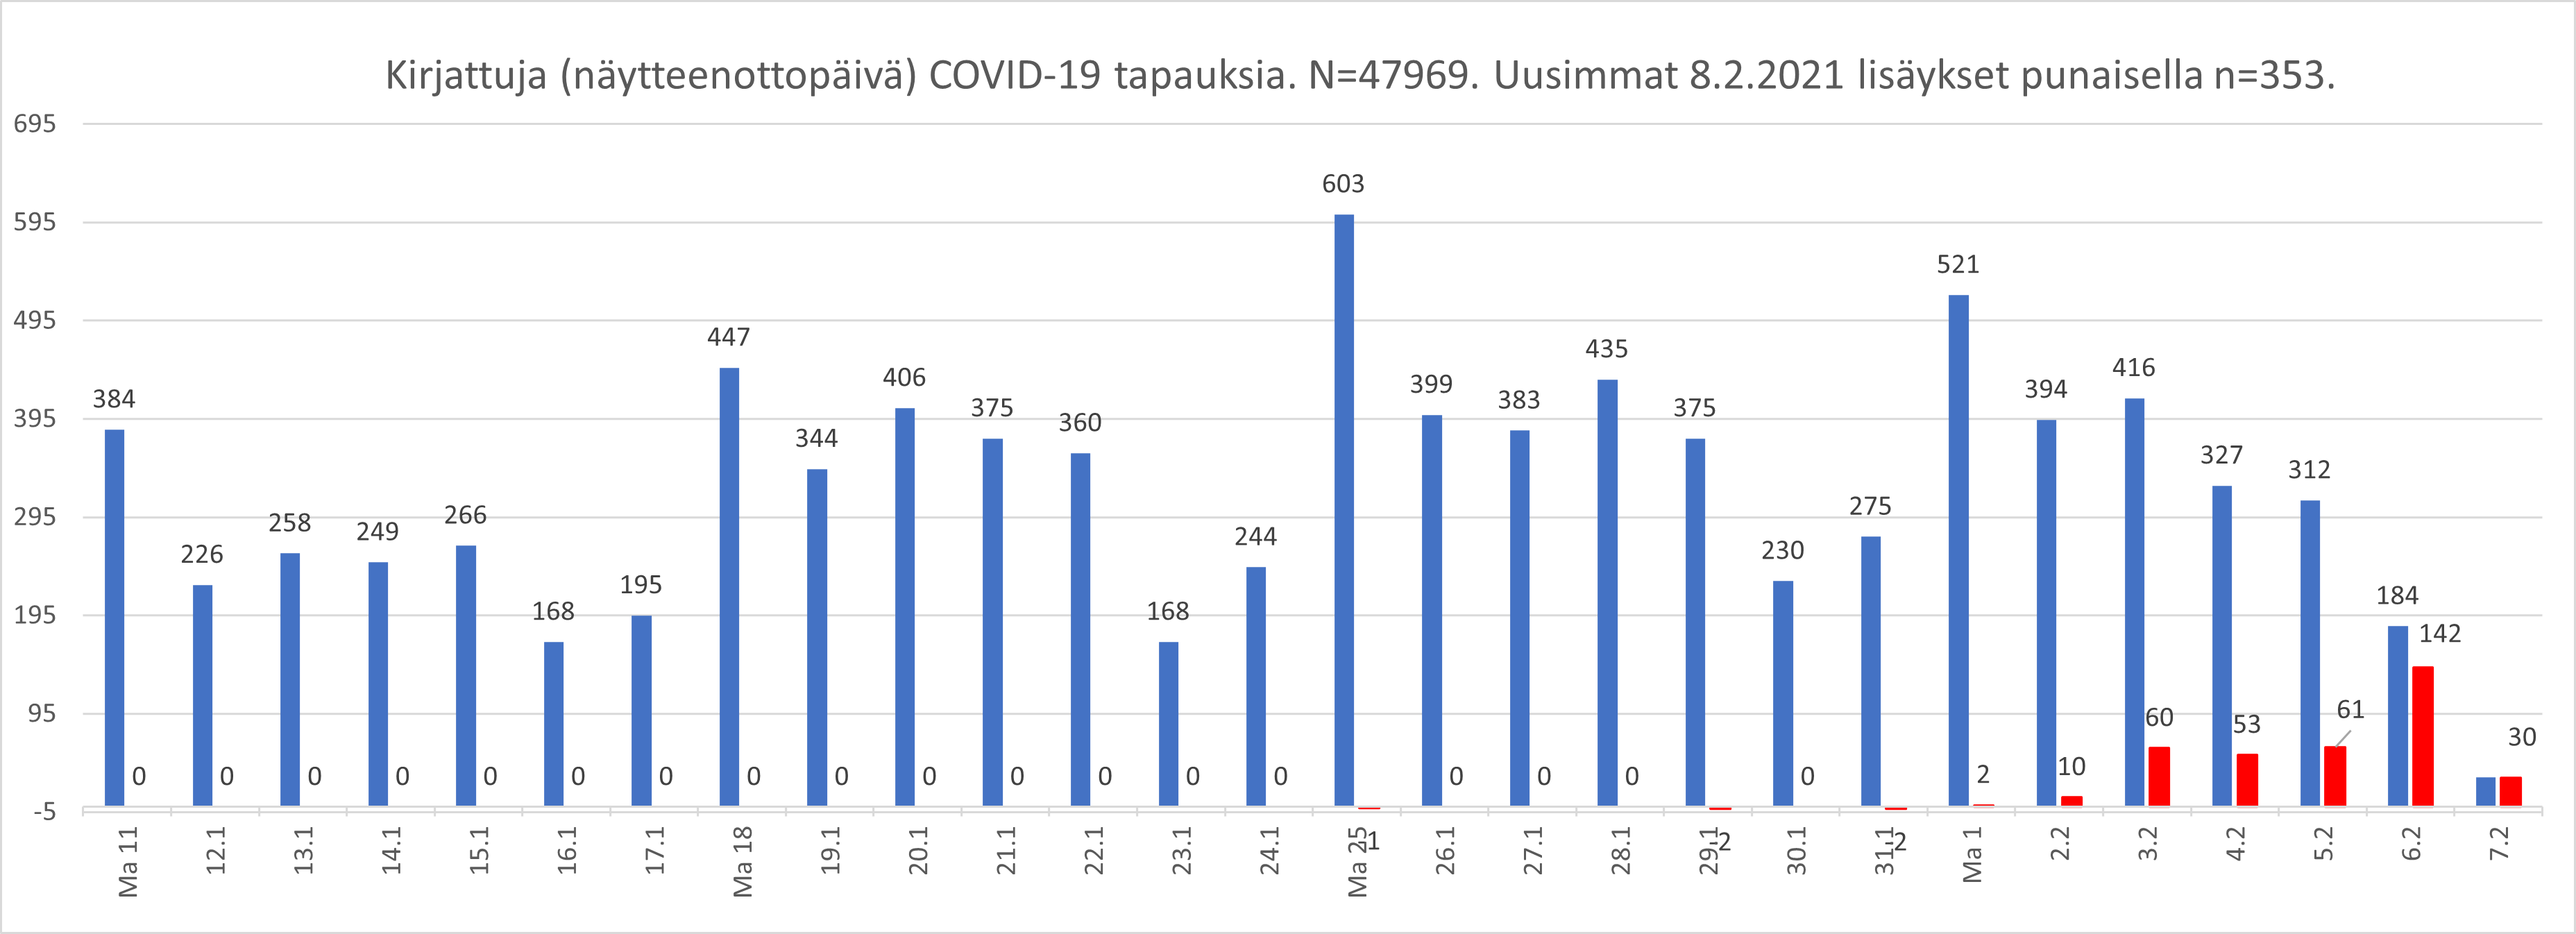 Kirjattuja (näytteenottopäivä) COVID-19 tapauksia. N=47969. Uusimmat 8.2.2021 lisäykset punaisella n=353.
695
595
495
395
295
195
95
-5
384 226 258 249 266 168 195 447 344 406 375 360 168 244 603 399 383 435 375 230 275 521 394 416 327 312 184
0 0 0 0 0 0 0 0 0 0 0 0 0 0 -1 0 0 0 -2 0 -2 2 10 60 53 61 142 30
Ma 11 12.1 13.1 14.1 15.1 16.1 17.1 Ma 18 19.1 20.1 21.1 22.1 23.1 24.1 Ma 25 26.1 27.1 28.1 29.1 30.1 31.1 Ma 1 2.2 3.2 4.2 5.2 6.2 7.2